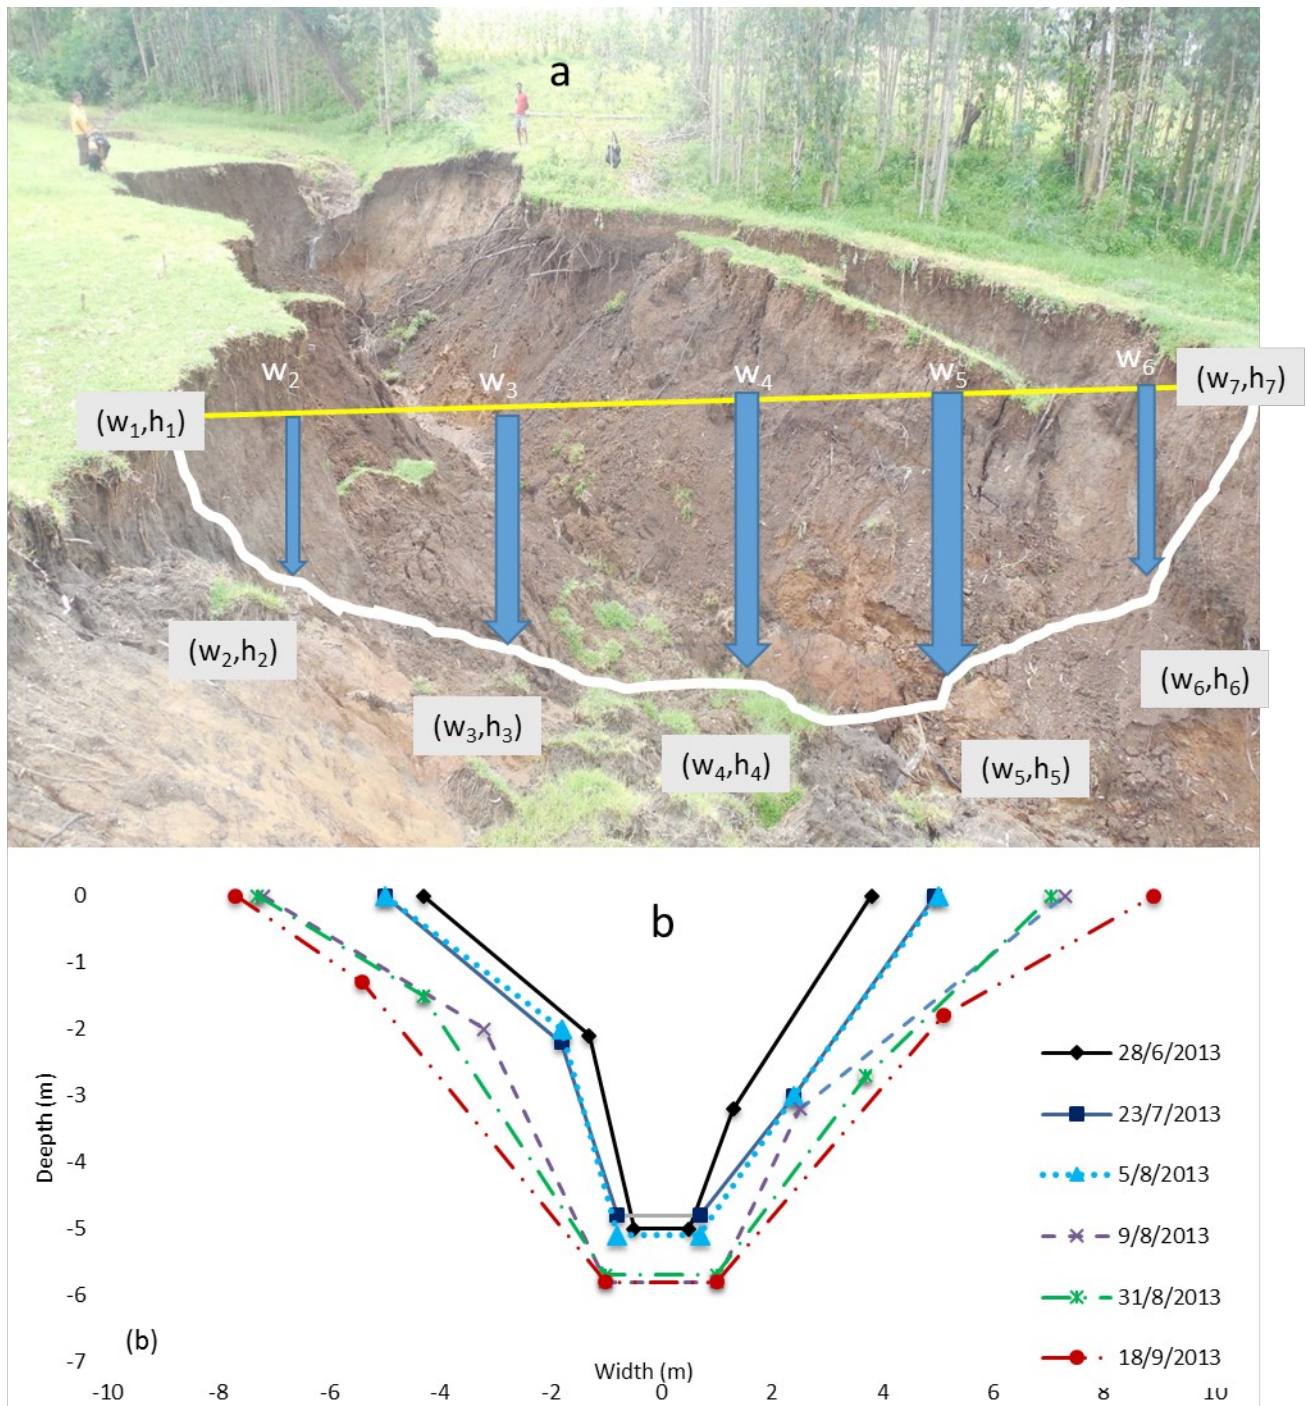 a
w₂
w₃
w₄
w₅
w₆
(w₁,h₁)
(w₇,h₇)
(w₂,h₂)
(w₃,h₃)
(w₄,h₄)
(w₅,h₅)
(w₆,h₆)
b
0
-1
-2
-3
-4
-5
-6
-7
Deepth (m)
28/6/2013
23/7/2013
5/8/2013
9/8/2013
31/8/2013
18/9/2013
(b)
Width (m)
-10 -8 -6 -4 -2 0 2 4 6 8 10